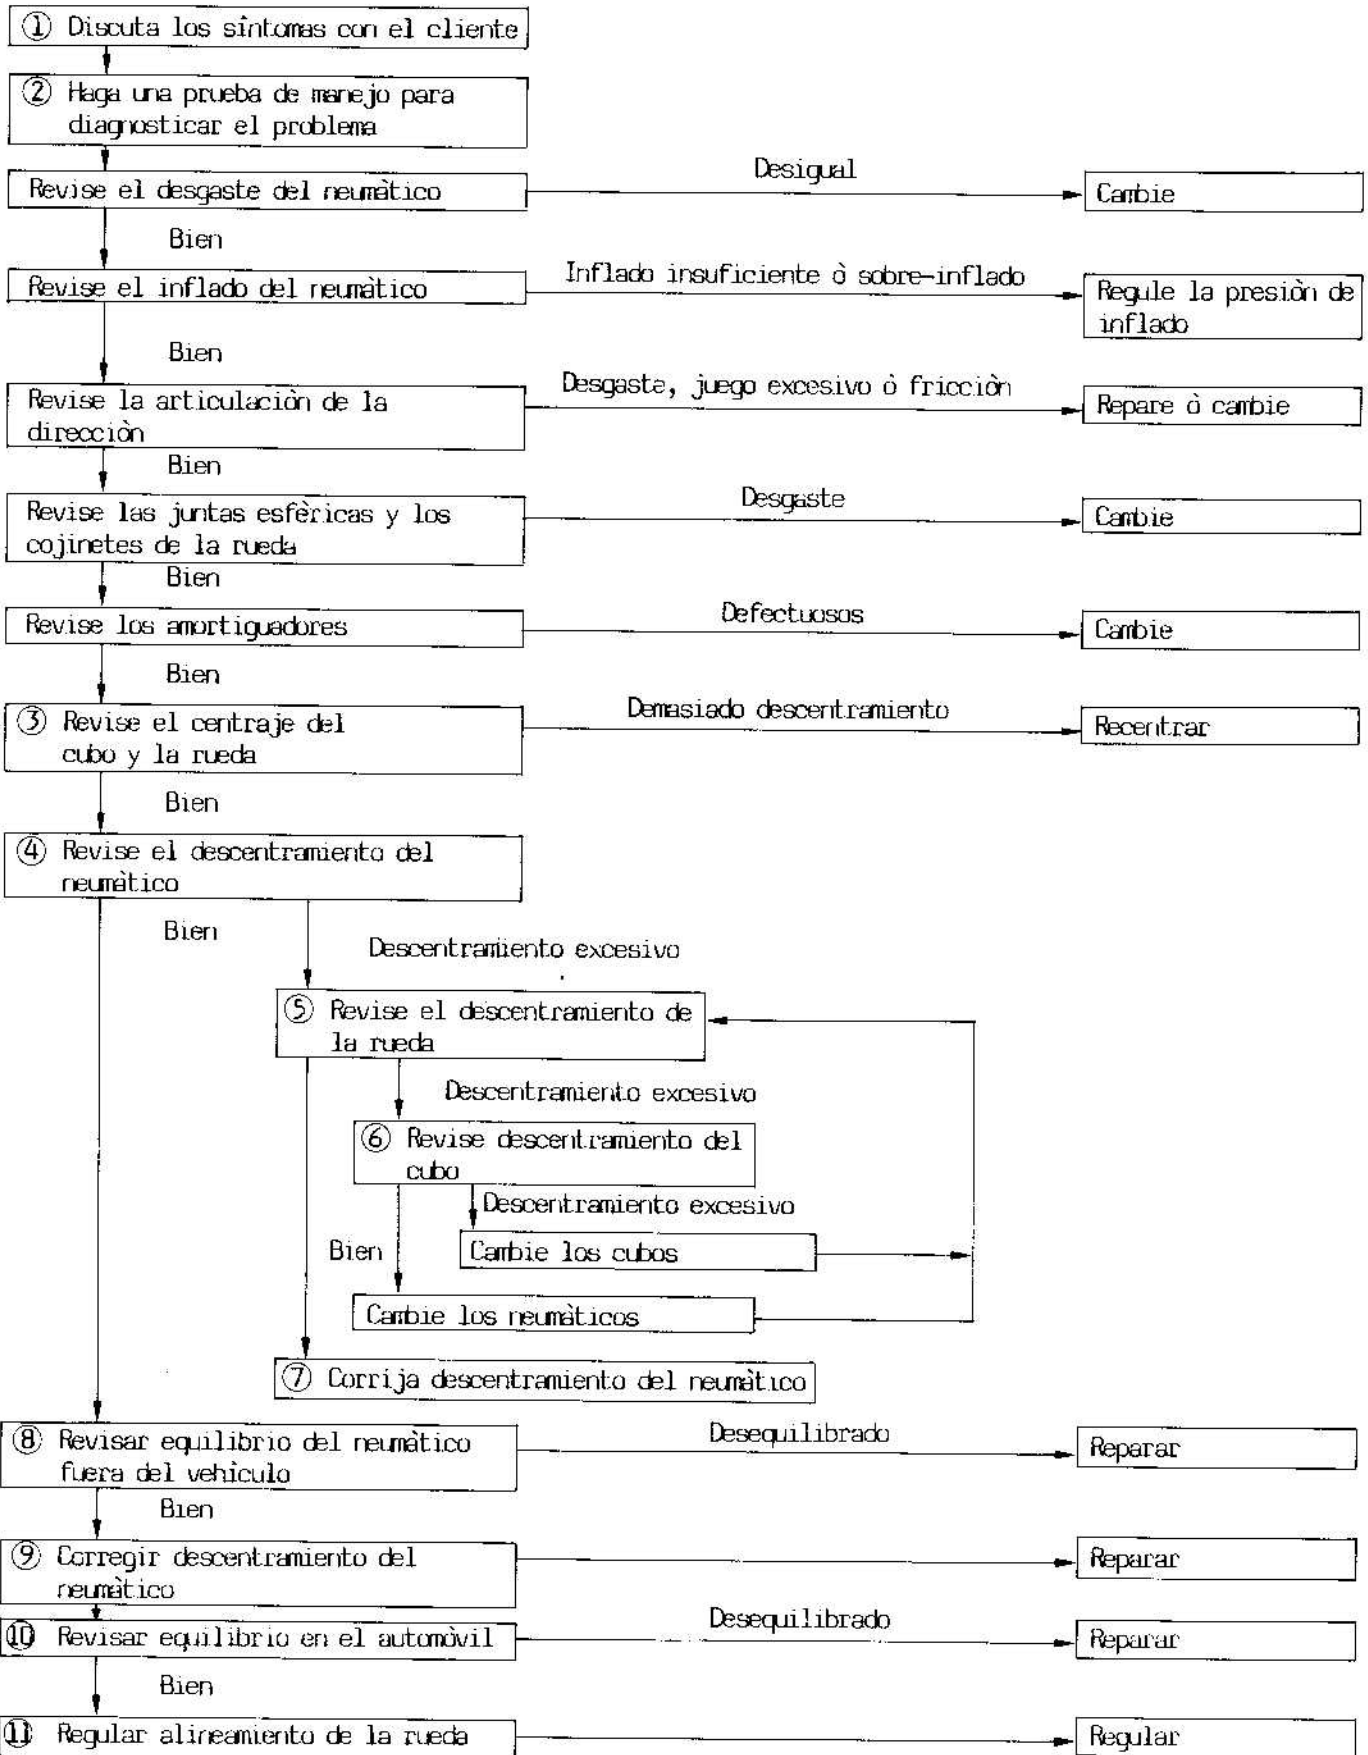 ① Discuta los síntomas con el cliente
② Haga una prueba de manejo para
diagnosticar el problema
Revise el desgaste del neumàtico
Desigual
Cambie
Bien
Revise el inflado del neumàtico
Inflado insuficiente ò sobre-inflado
Regule la presiòn de
inflado
Bien
Revise la articulaciòn de la
direcciòn
Desgaste, juego excesivo ò fricciòn
Repare ò cambie
Bien
Revise las juntas esfèricas y los
cojinetes de la rueda
Desgaste
Cambie
Bien
Revise los amortiguadores
Defectuosos
Cambie
Bien
③ Revise el centraje del
cubo y la rueda
Demasiado descentramiento
Recentrar
Bien
④ Revise el descentramiento del
neumàtico
Bien
Descentramiento excesivo
⑤ Revise el descentramiento de
la rueda
Descentramiento excesivo
⑥ Revise descentramiento del
cubo
Descentramiento excesivo
Bien
Cambie los cubos
Cambie los neumàticos
⑦ Corrija descentramiento del neumàtico
⑧ Revisar equilibrio del neumàtico
fuera del vehìculo
Desequilibrado
Reparar
Bien
⑨ Corregir descentramiento del
neumàtico
Reparar
⑩ Revisar equilibrio en el automòvil
Desequilibrado
Reparar
Bien
⑪ Regular alineamiento de la rueda
Regular